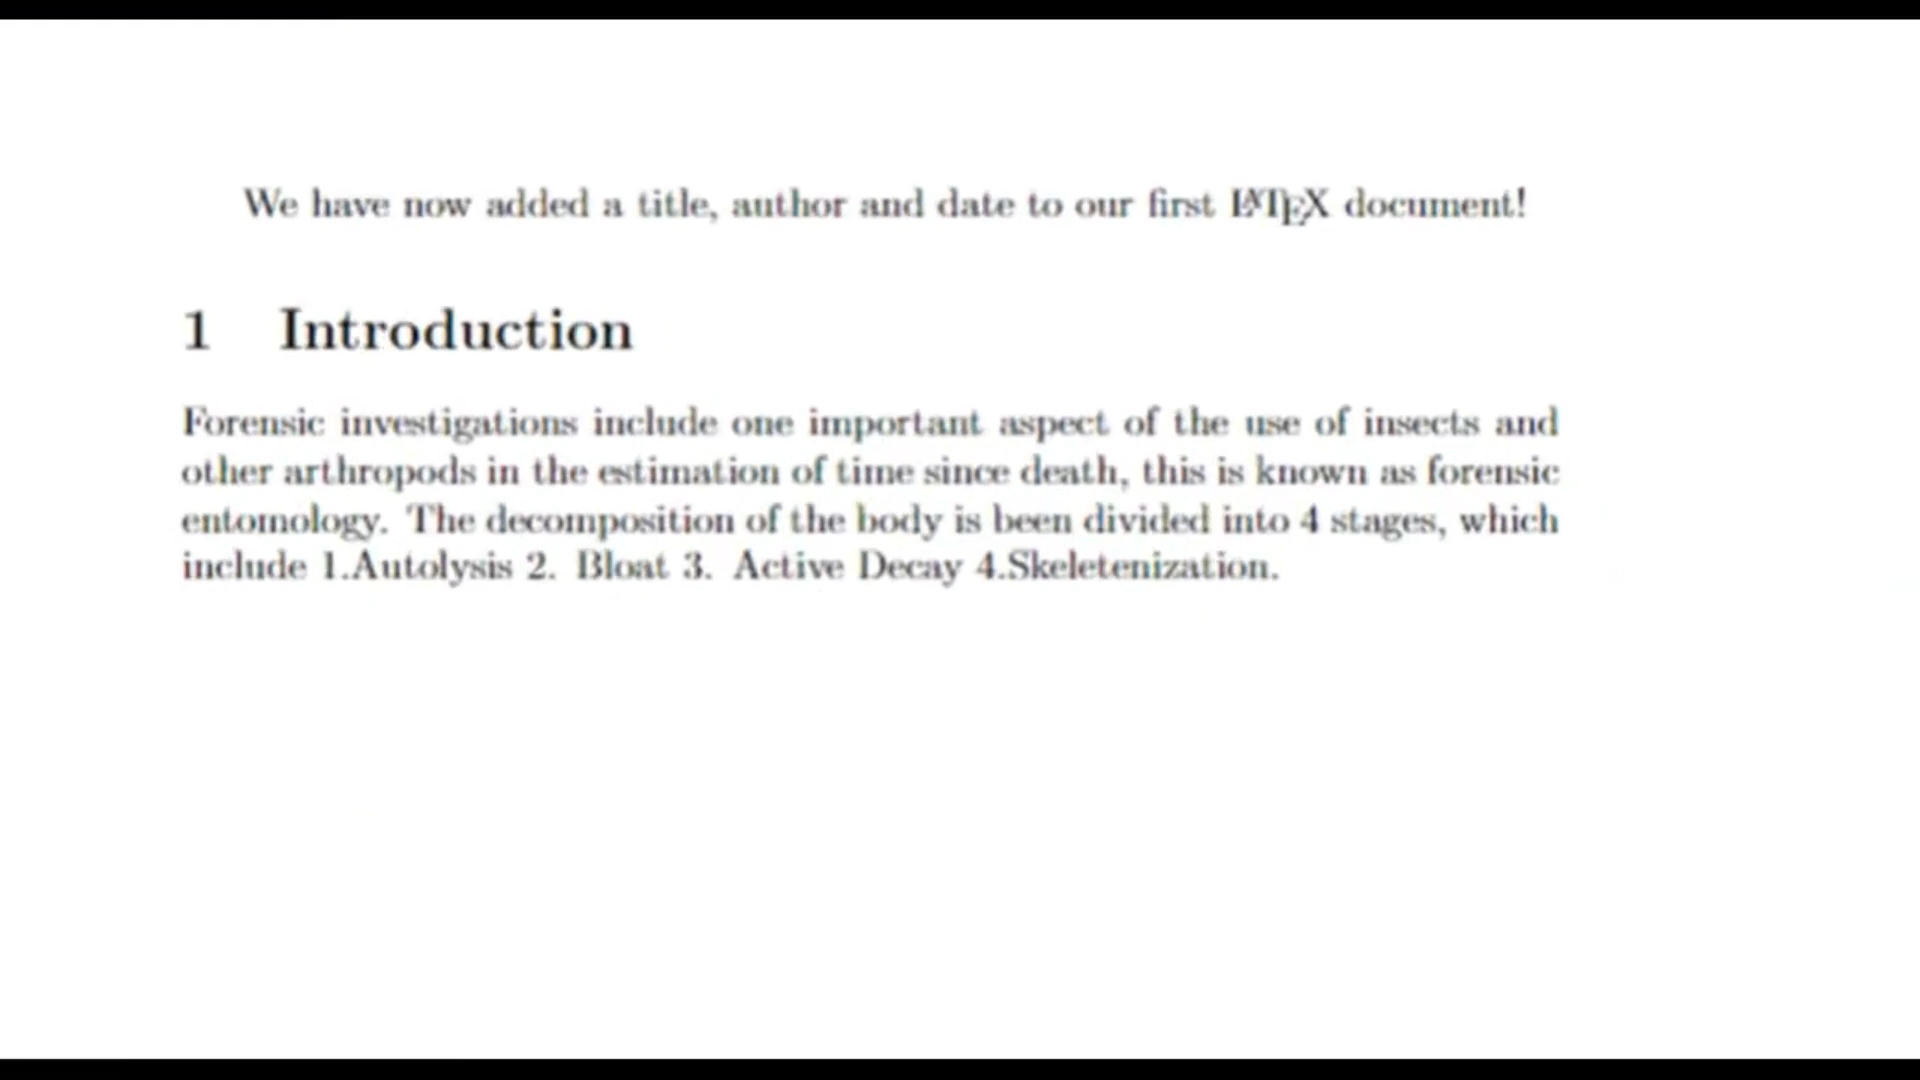 We have now added a title, author and date to our first LATEX document!
1 Introduction
Forensic investigations include one important aspect of the use of insects and
other arthropods in the estimation of time since death, this is known as forensic
entomology. The decomposition of the body is been divided into 4 stages, which
include 1.Autolysis 2. Bloat 3. Active Decay 4.Skeletenization.